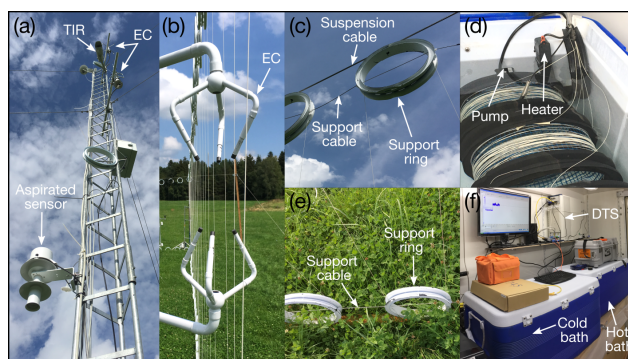 (a)
TIR
EC
Aspirated
sensor
(b)
EC
(c)
Suspension
cable
Support
cable
Support
ring
(d)
Pump
Heater
(e)
Support
cable
Support
ring
(f)
DTS
Cold
bath
Hot
bath